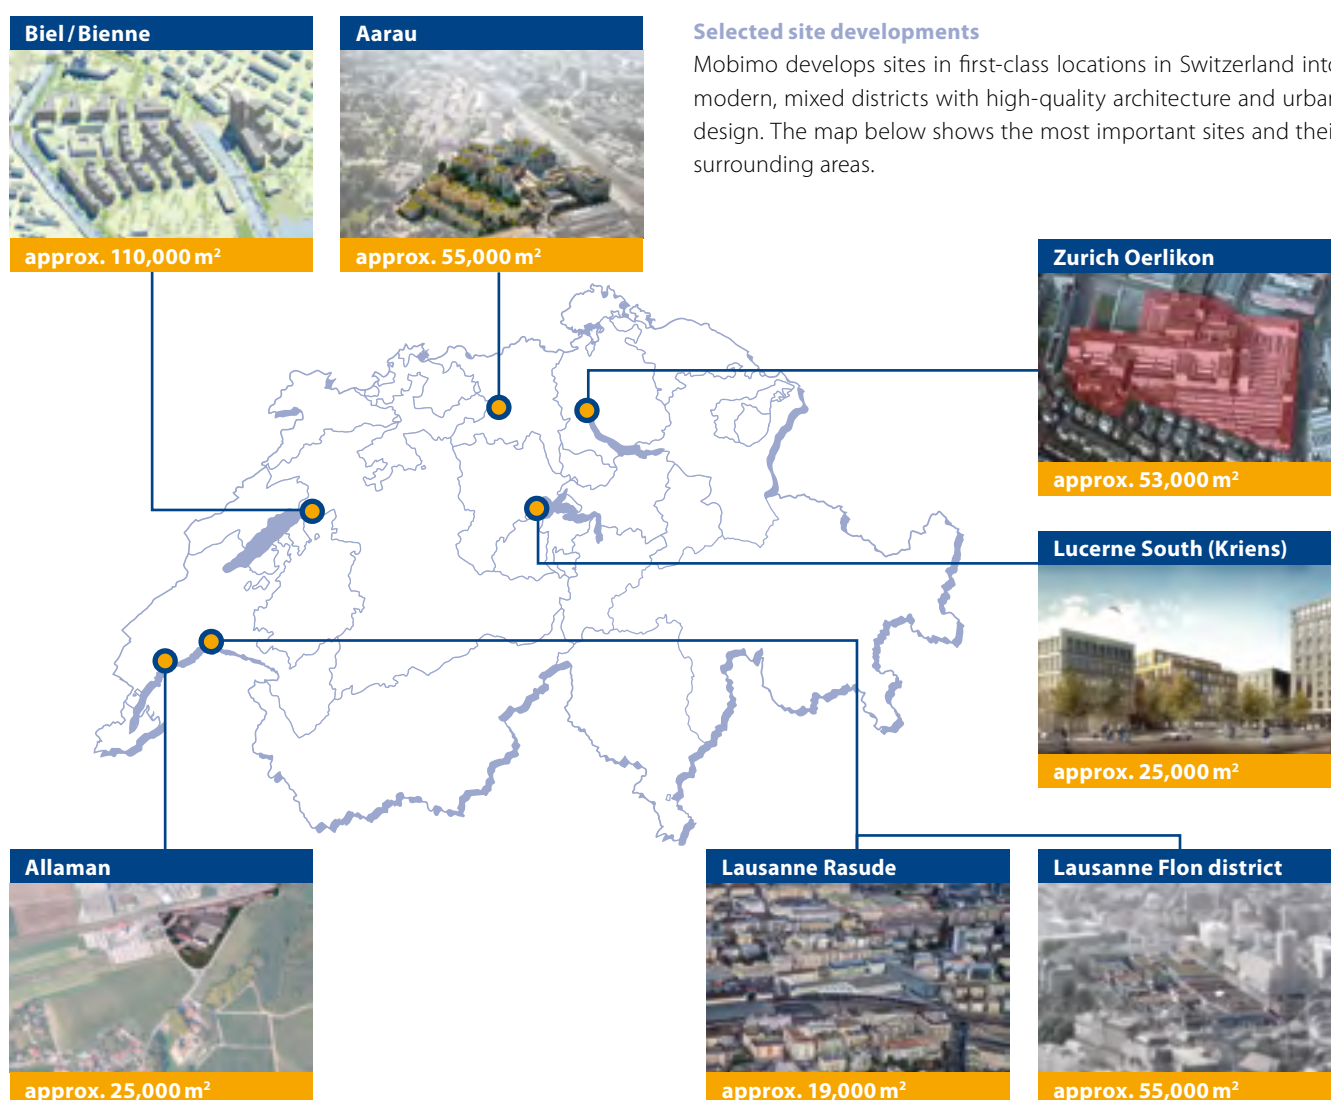 Biel / Bienne
approx. 110,000 m²
Aarau
approx. 55,000 m²
Selected site developments
Mobimo develops sites in first-class locations in Switzerland into
modern, mixed districts with high-quality architecture and urban
design. The map below shows the most important sites and their
surrounding areas.
Zurich Oerlikon
approx. 53,000 m²
Lucerne South (Kriens)
approx. 25,000 m²
Allaman
approx. 25,000 m²
Lausanne Rasude
approx. 19,000 m²
Lausanne Flon district
approx. 55,000 m²